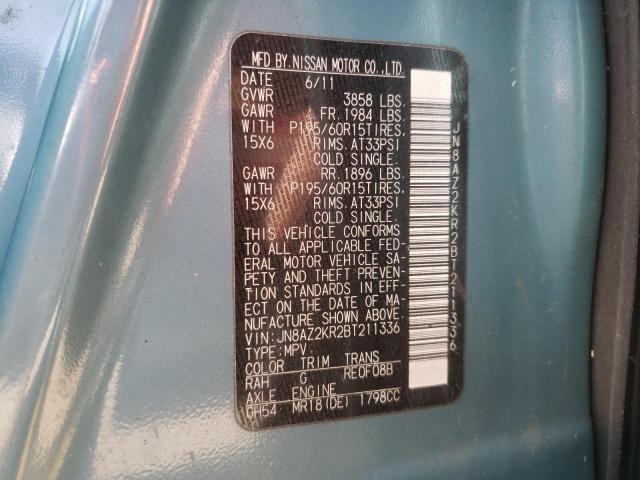 MFD BY NISSAN MOTOR CO.,LTD.
DATE 6/11
GVWR 3858 LBS.
GAWR FR. 1984 LBS.
WITH P195/60R15TIRES.
15X6 RIMS. AT33PSI
COLD SINGLE.
GAWR RR. 1896 LBS.
WITH P195/60R15TIRES.
15X6 RIMS. AT33PSI
COLD SINGLE.
THIS VEHICLE CONFORMS
TO ALL APPLICABLE FED-
ERAL MOTOR VEHICLE SA-
FETY AND THEFT PREVEN-
TION STANDARDS IN EFF-
ECT ON THE DATE OF MA-
NUFACTURE SHOWN ABOVE.
VIN:JN8AZ2KR2BT211336
TYPE:MPV
COLOR TRIM TRANS
RAH G RE0F08B
AXLE ENGINE
GH54 MR18(DE) 1798CC
JN8AZ2KR2BT211336